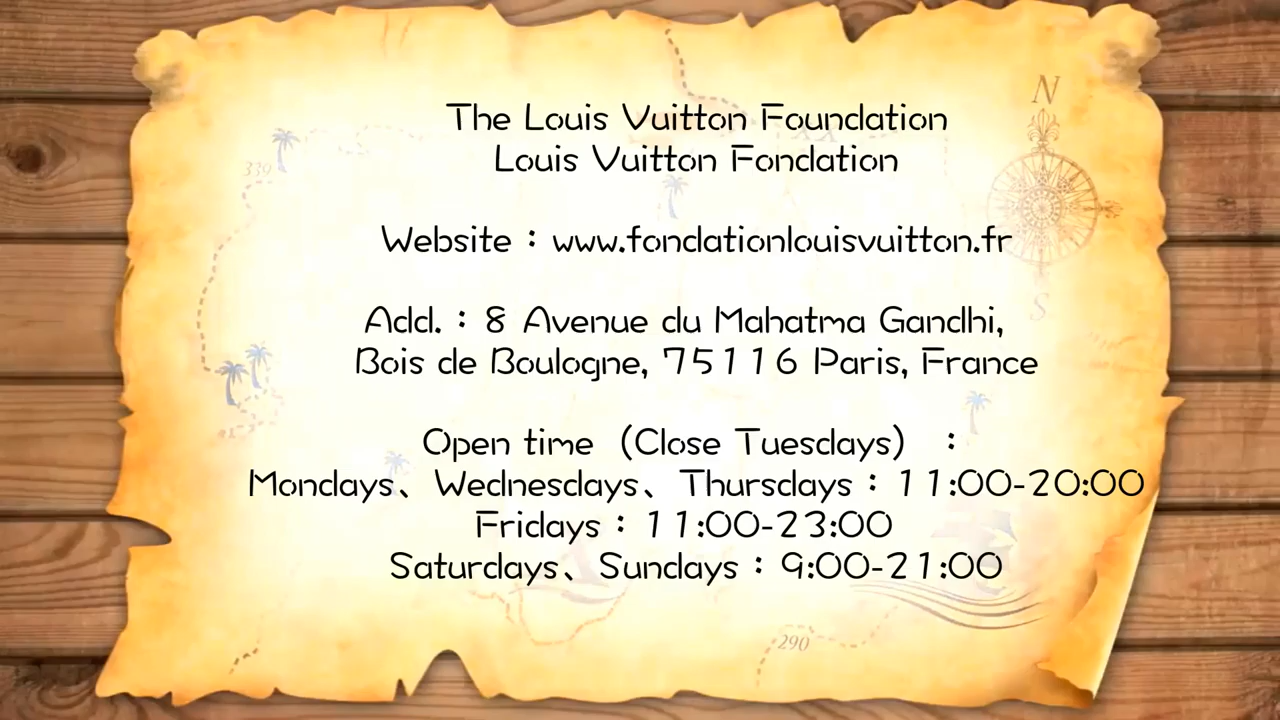 The Louis Vuitton Foundation
Louis Vuitton Fondation
Website : www.fondationlouisvuitton.fr
Add. : 8 Avenue du Mahatma Gandhi,
Bois de Boulogne, 75116 Paris, France
Open time (Close Tuesdays) :
Mondays、Wednesdays、Thursdays : 11:00-20:00
Fridays : 11:00-23:00
Saturdays、Sundays : 9:00-21:00
N
339
S
290